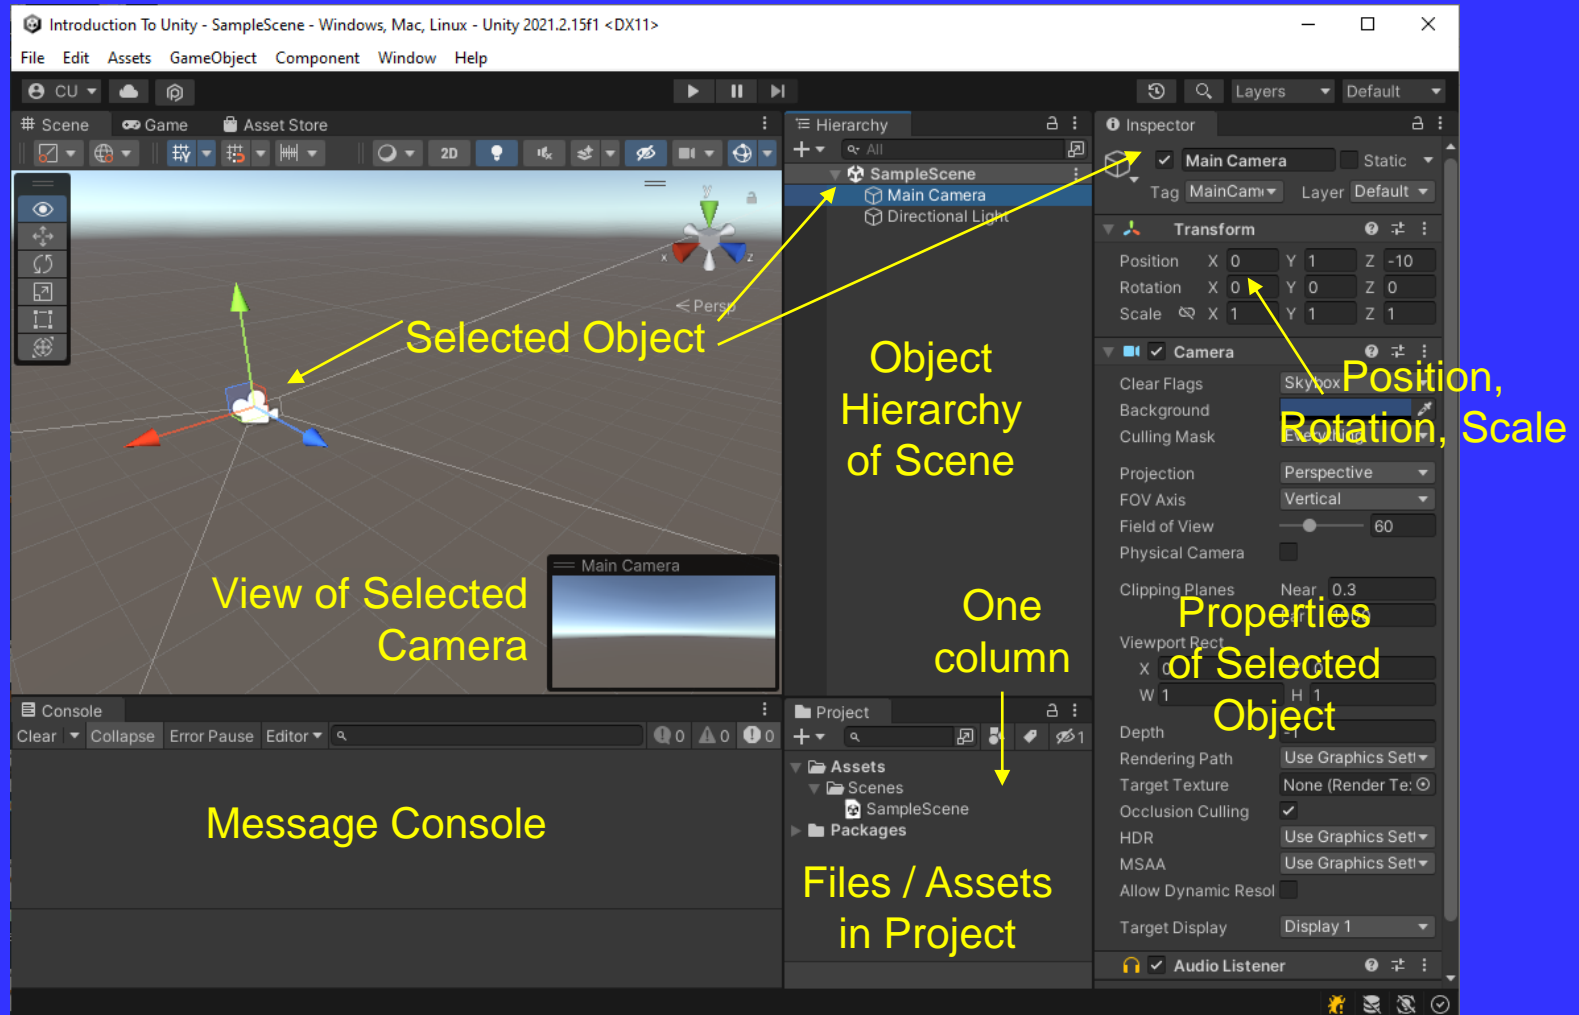 Introduction To Unity - SampleScene - Windows, Mac, Linux - Unity 2021.2.15f1 <DX11>
File Edit Assets GameObject Component Window Help
CU
Layers
Default
Scene
Game
Asset Store
2D
y
x
z
Persp
Selected Object
View of Selected
Camera
Main Camera
Hierarchy
All
SampleScene
Main Camera
Directional Light
Object
Hierarchy
of Scene
One
column
Inspector
Main Camera
Static
Tag MainCam
Layer Default
Transform
Position X 0 Y 1 Z -10
Rotation X 0 Y 0 Z 0
Scale X 1 Y 1 Z 1
Position,
Rotation, Scale
Camera
Clear Flags Skybox
Background
Culling Mask Everything
Projection Perspective
FOV Axis Vertical
Field of View 60
Physical Camera
Clipping Planes Near 0.3
Properties
of Selected
Object
Viewport Rect
X 0
W 1 H 1
Depth -1
Rendering Path Use Graphics Sett
Target Texture None (Render Te:
Occlusion Culling
HDR Use Graphics Sett
MSAA Use Graphics Sett
Allow Dynamic Resol
Target Display Display 1
Audio Listener
Console
Clear Collapse Error Pause Editor
0 0 0
Message Console
Project
1
Assets
Scenes
SampleScene
Packages
Files / Assets
in Project